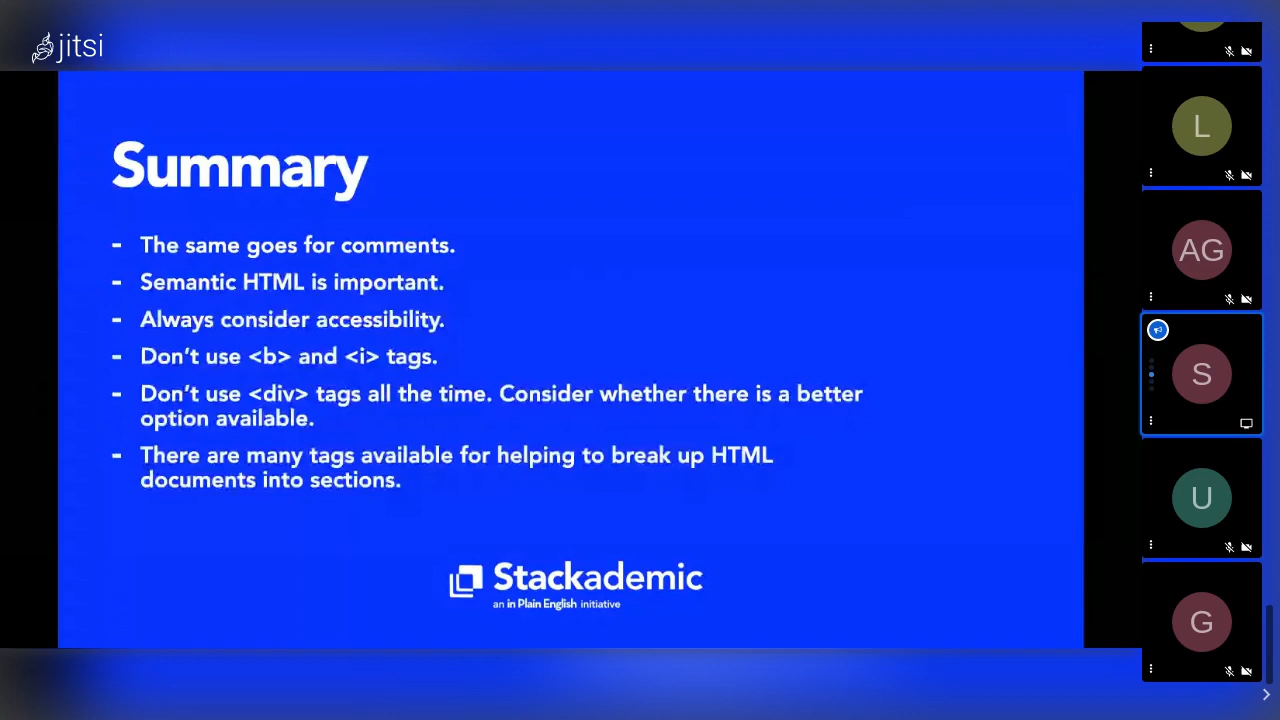 jitsi
Summary
- The same goes for comments.
- Semantic HTML is important.
- Always consider accessibility.
- Don’t use <b> and <i> tags.
- Don’t use <div> tags all the time. Consider whether there is a better
option available.
- There are many tags available for helping to break up HTML
documents into sections.
Stackademic
an in Plain English initiative
L
AG
S
U
G